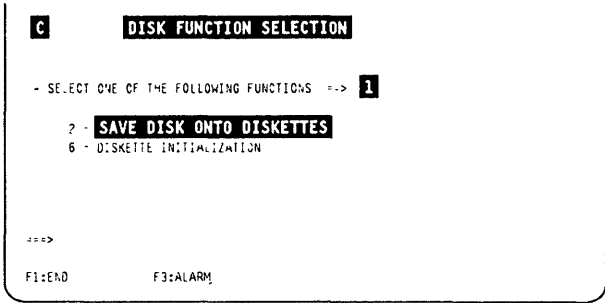 C DISK FUNCTION SELECTION
- SELECT ONE OF THE FOLLOWING FUNCTIONS ==> 1
2 - SAVE DISK ONTO DISKETTES
6 - DISKETTE INITIALIZATION
===>
F1:END F3:ALARM